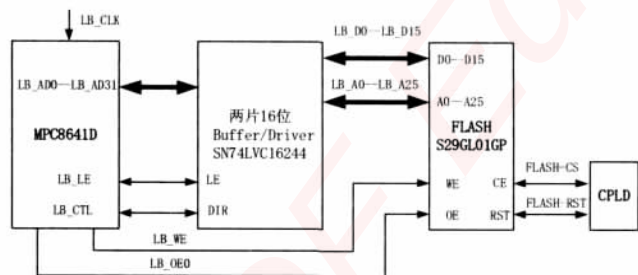 LB_CLK
LB_D0--LB_D15
LB_AD0--LB_AD31
D0--D15
LB_A0--LB_A25
A0--A25
两片16位
Buffer/Driver
SN74LVC16244
MPC8641D
FLASH
S29GL01GP
LB_LE
LE
WE
CE
FLASH-CS
CPLD
LB_CTL
DIR
OE
RST
FLASH-RST
LB_WE
LB_OE0